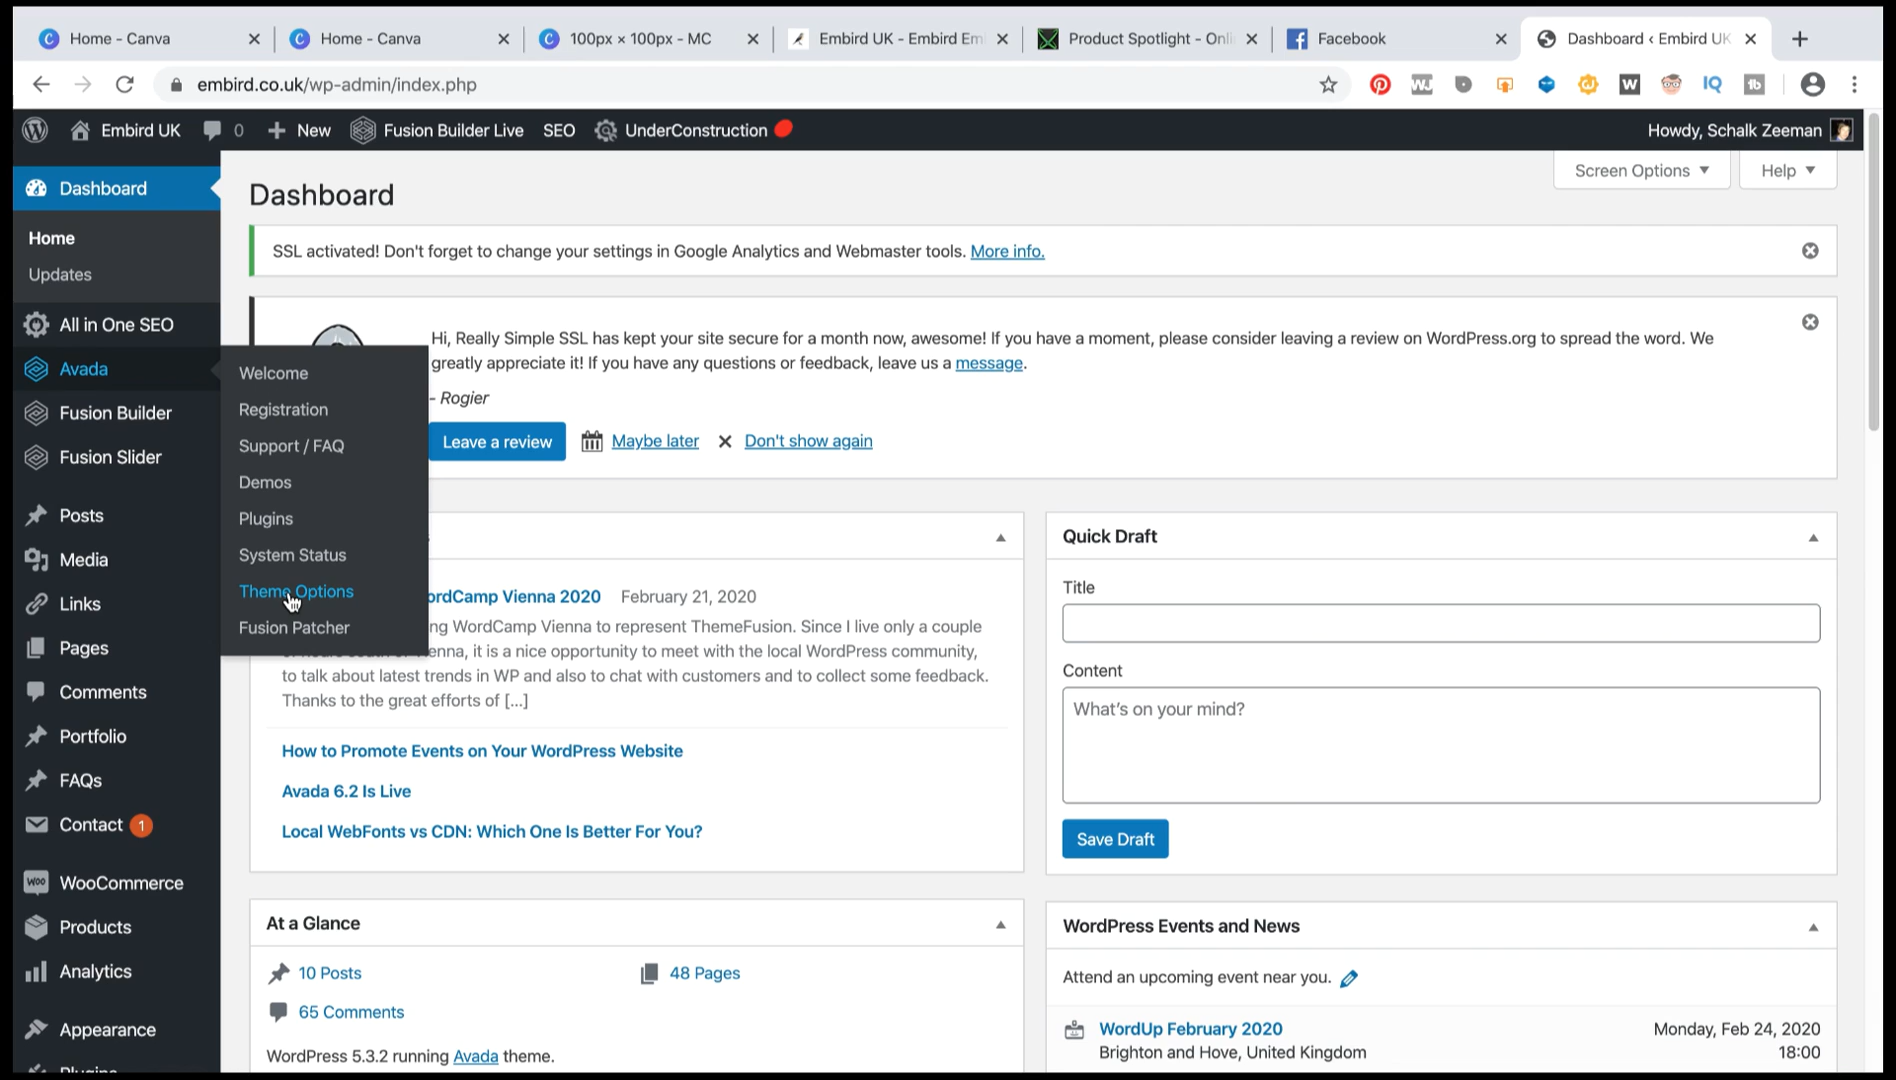 Home - Canva
Home - Canva
100px × 100px - MC
Embird UK - Embird Em
Product Spotlight - Onli
Facebook
Dashboard ‹ Embird UK
embird.co.uk/wp-admin/index.php
Embird UK
0
New
Fusion Builder Live
SEO
UnderConstruction
Howdy, Schalk Zeeman
Dashboard
Home
Updates
All in One SEO
Avada
Fusion Builder
Fusion Slider
Posts
Media
Links
Pages
Comments
Portfolio
FAQs
Contact 1
WooCommerce
Products
Analytics
Appearance
Welcome
Registration
Support / FAQ
Demos
Plugins
System Status
Theme Options
Fusion Patcher
Screen Options
Help
Dashboard
SSL activated! Don't forget to change your settings in Google Analytics and Webmaster tools. More info.
Hi, Really Simple SSL has kept your site secure for a month now, awesome! If you have a moment, please consider leaving a review on WordPress.org to spread the word. We
greatly appreciate it! If you have any questions or feedback, leave us a message.
- Rogier
Leave a review
Maybe later
Don't show again
ordCamp Vienna 2020 February 21, 2020
ng WordCamp Vienna to represent ThemeFusion. Since I live only a couple
enna, it is a nice opportunity to meet with the local WordPress community,
to talk about latest trends in WP and also to chat with customers and to collect some feedback.
Thanks to the great efforts of [...]
How to Promote Events on Your WordPress Website
Avada 6.2 Is Live
Local WebFonts vs CDN: Which One Is Better For You?
At a Glance
10 Posts
48 Pages
65 Comments
WordPress 5.3.2 running Avada theme.
Quick Draft
Title
Content
What's on your mind?
Save Draft
WordPress Events and News
Attend an upcoming event near you.
WordUp February 2020
Monday, Feb 24, 2020
Brighton and Hove, United Kingdom
18:00